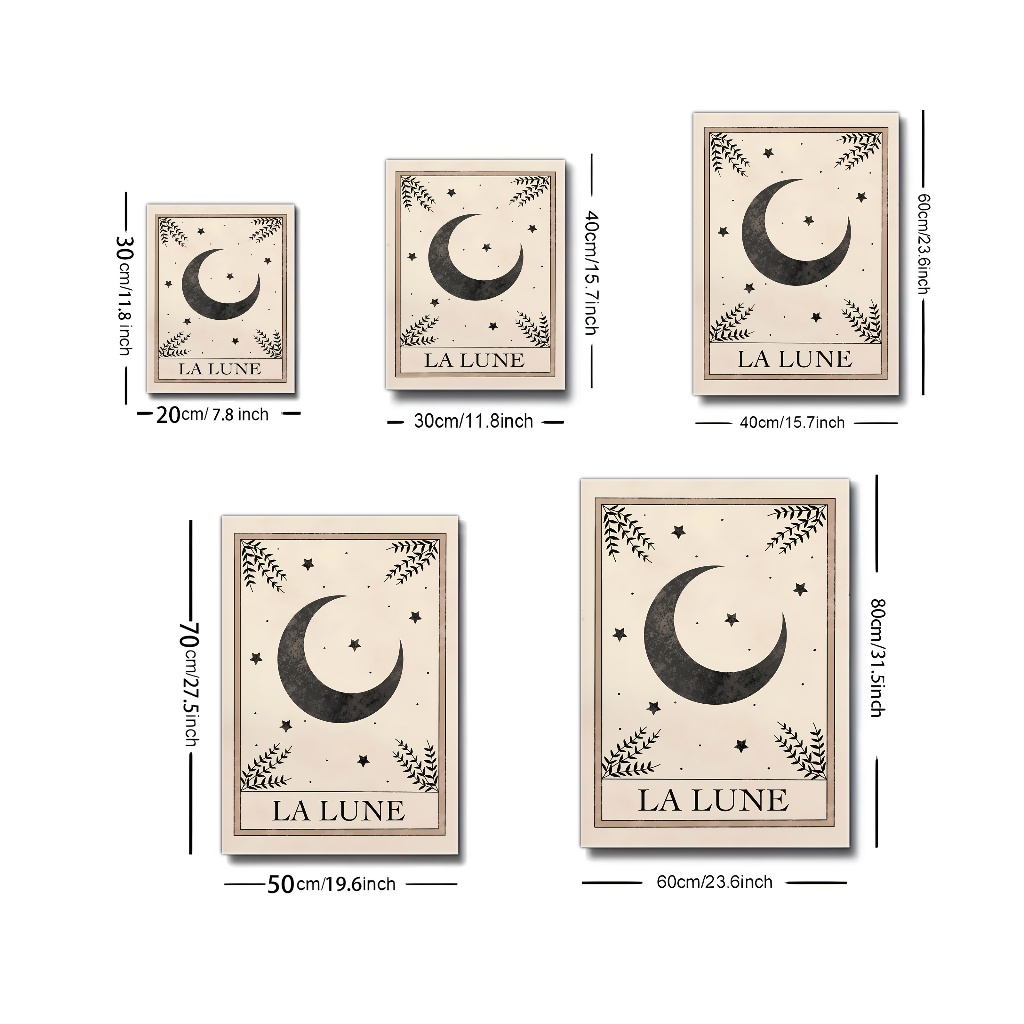 LA LUNE
30cm/11.8 inch
20cm/ 7.8 inch
LA LUNE
40cm/15.7inch
30cm/11.8inch
LA LUNE
60cm/23.6inch
40cm/15.7inch
LA LUNE
70cm/27.5inch
50cm/19.6inch
LA LUNE
80cm/31.5inch
60cm/23.6inch